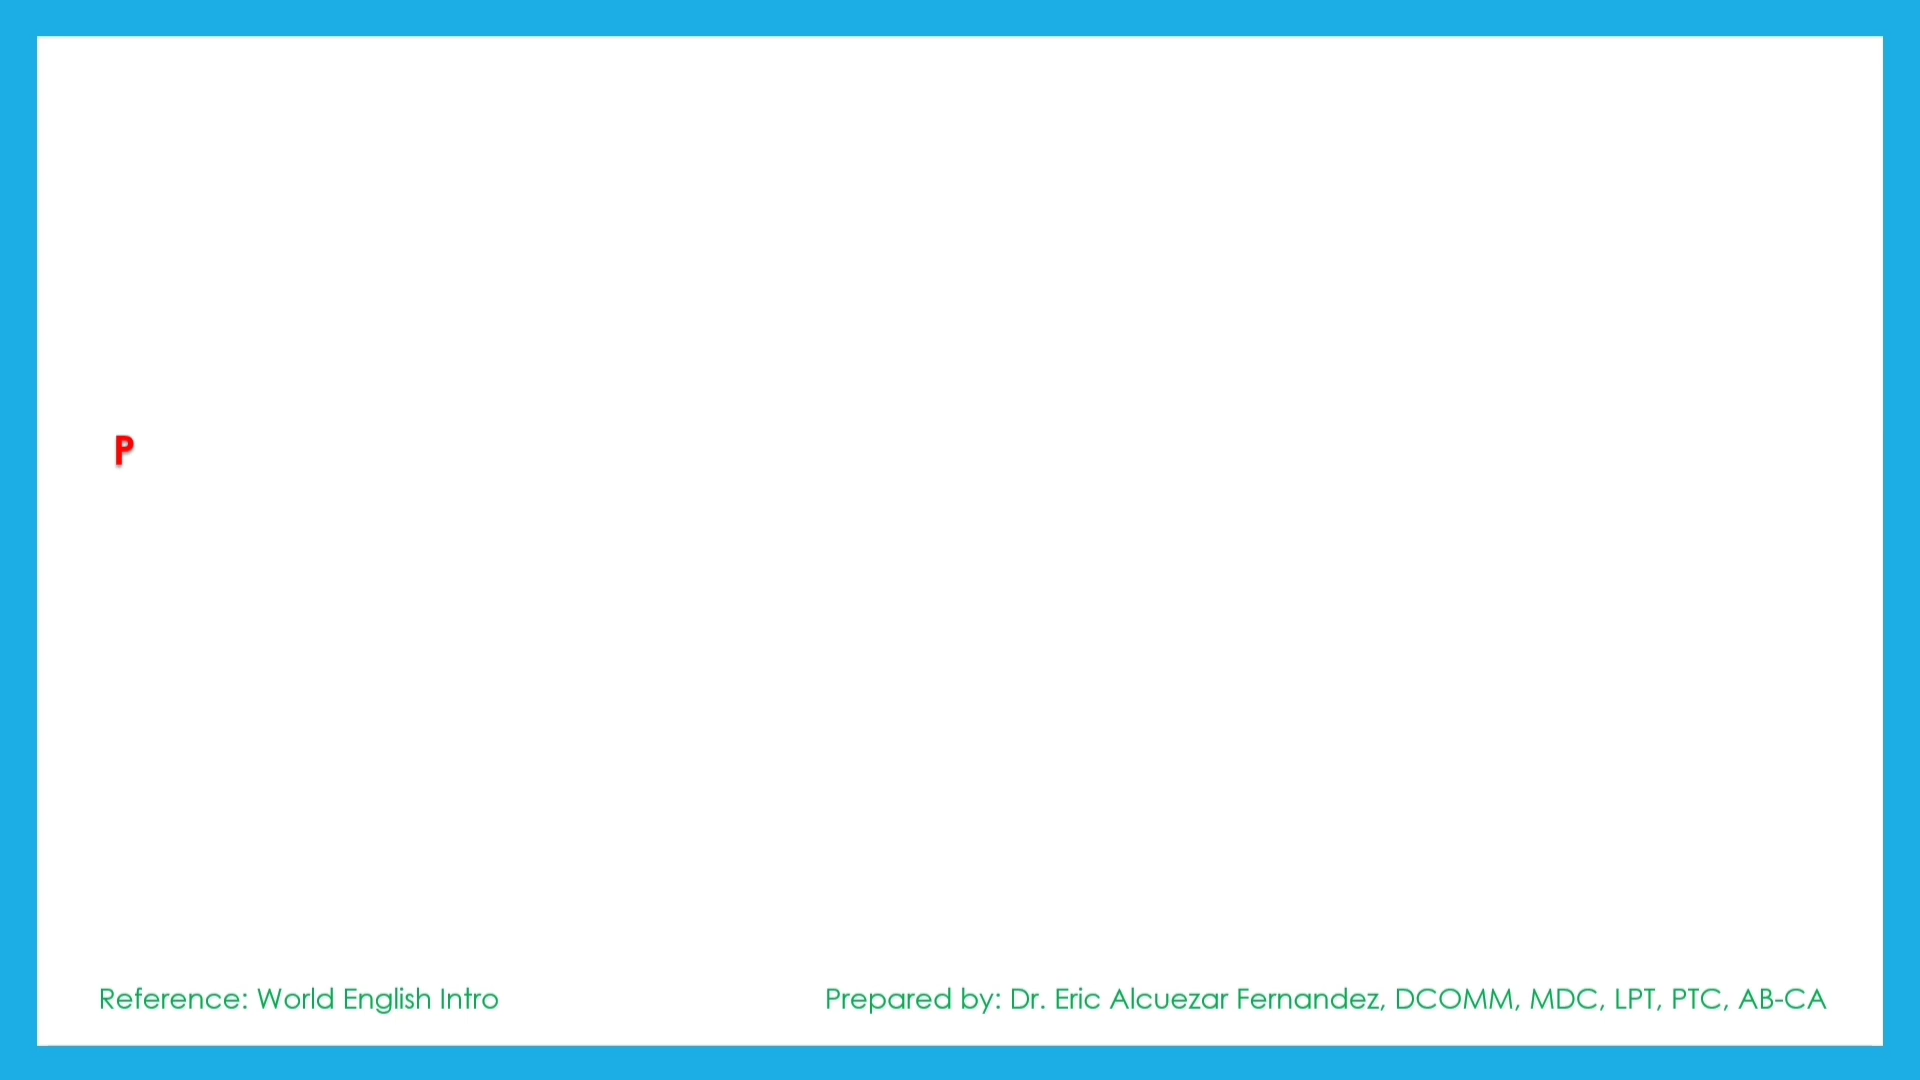 P
Reference: World English Intro
Prepared by: Dr. Eric Alcuezar Fernandez, DCOMM, MDC, LPT, PTC, AB-CA